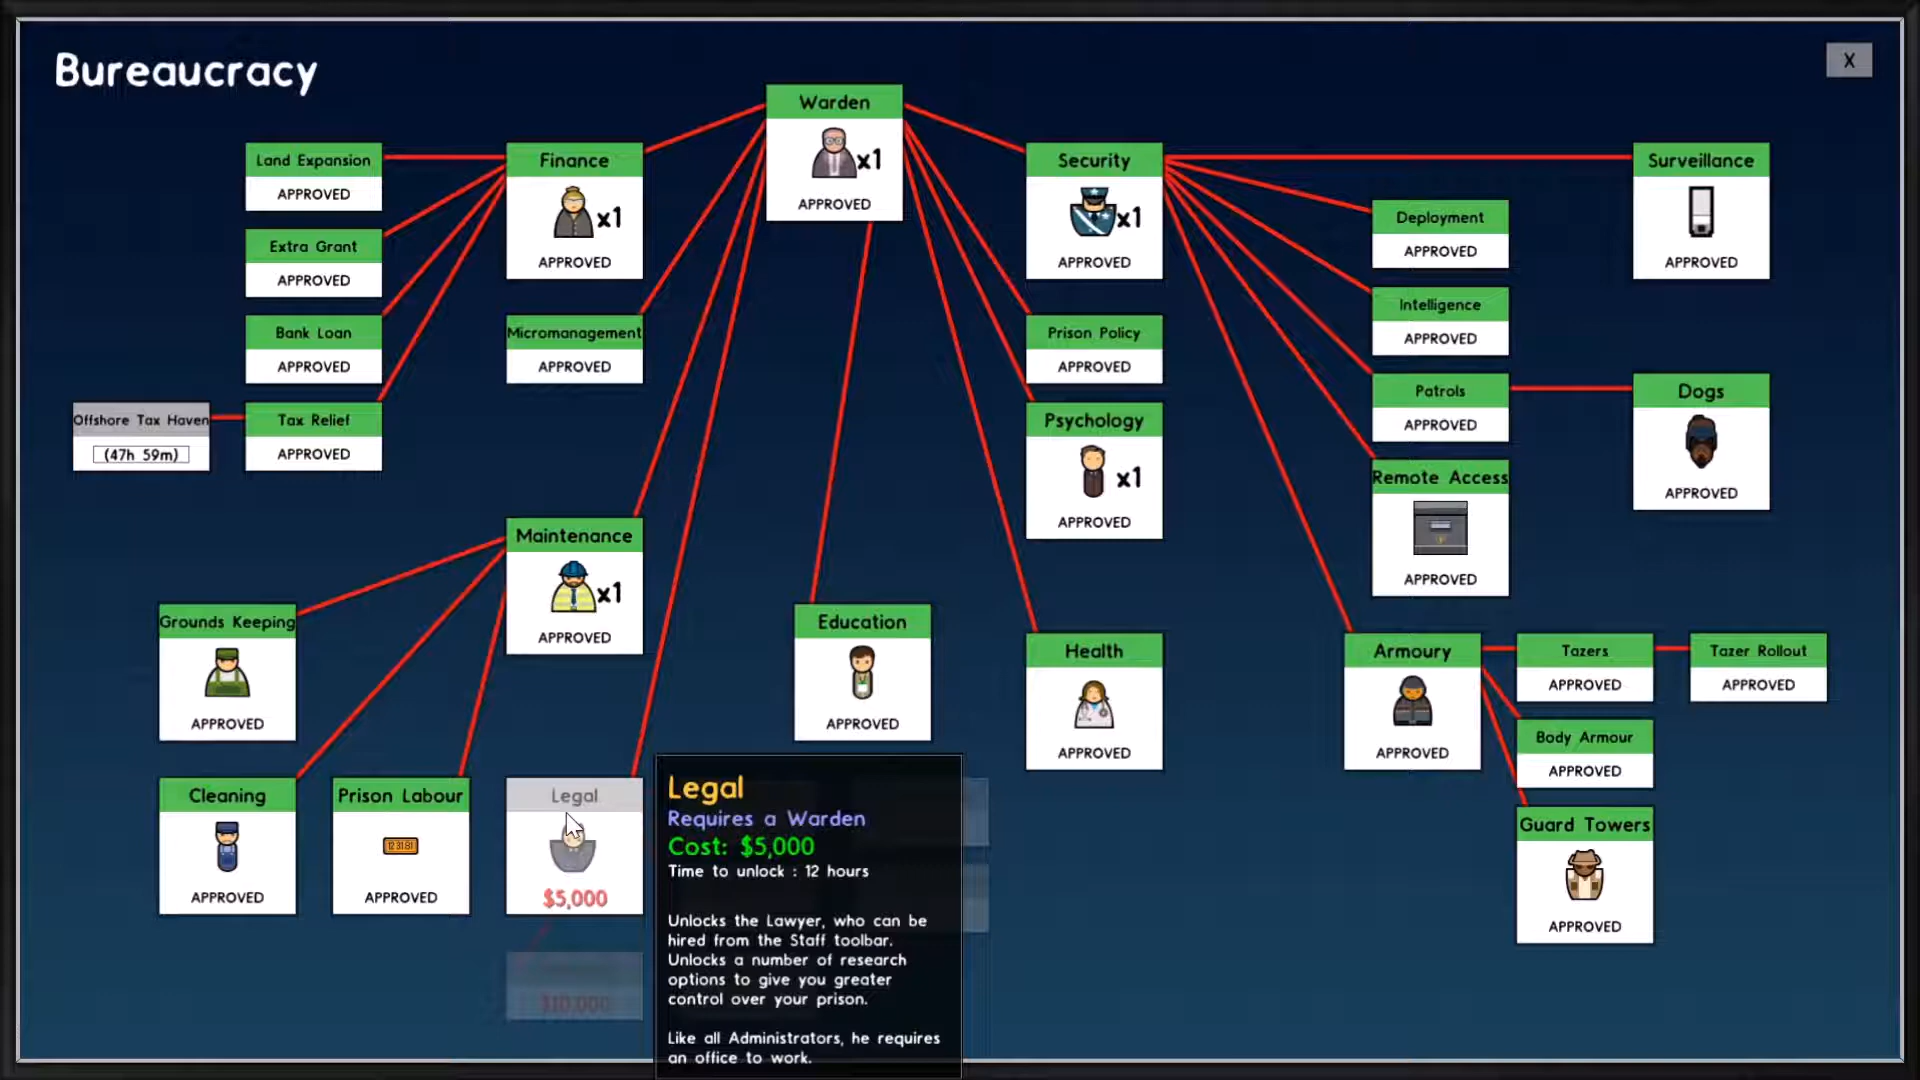 Bureaucracy
X
Warden
x1
APPROVED
Land Expansion
APPROVED
Finance
x1
APPROVED
Security
x1
APPROVED
Surveillance
APPROVED
Deployment
APPROVED
Extra Grant
APPROVED
Intelligence
APPROVED
Bank Loan
APPROVED
Micromanagement
APPROVED
Prison Policy
APPROVED
Patrols
APPROVED
Dogs
APPROVED
Offshore Tax Haven
(47h 59m)
Tax Relief
APPROVED
Psychology
x1
APPROVED
Remote Access
APPROVED
Maintenance
x1
APPROVED
Grounds Keeping
APPROVED
Education
APPROVED
Health
APPROVED
Armoury
APPROVED
Tazers
APPROVED
Tazer Rollout
APPROVED
Body Armour
APPROVED
Cleaning
APPROVED
Prison Labour
123181
APPROVED
Legal
$5,000
$10,000
Guard Towers
APPROVED
Legal
Requires a Warden
Cost: $5,000
Time to unlock : 12 hours
Unlocks the Lawyer, who can be
hired from the Staff toolbar.
Unlocks a number of research
options to give you greater
control over your prison.
Like all Administrators, he requires
an office to work.